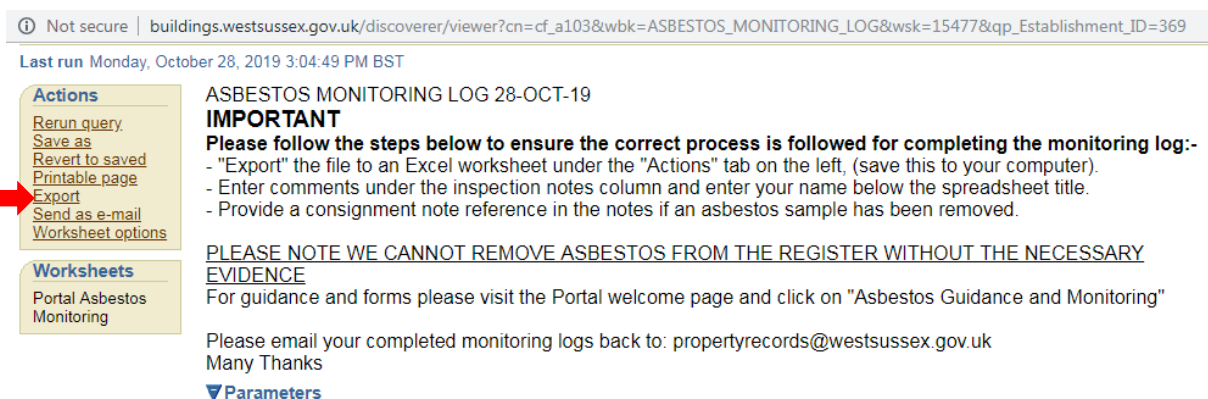 Not secure | buildings.westsussex.gov.uk/discoverer/viewer?cn=cf_a103&wbk=ASBESTOS_MONITORING_LOG&wsk=15477&qp_Establishment_ID=369
Last run Monday, October 28, 2019 3:04:49 PM BST
Actions
Rerun query
Save as
Revert to saved
Printable page
Export
Send as e-mail
Worksheet options
Worksheets
Portal Asbestos
Monitoring
ASBESTOS MONITORING LOG 28-OCT-19
IMPORTANT
Please follow the steps below to ensure the correct process is followed for completing the monitoring log:-
- "Export" the file to an Excel worksheet under the "Actions" tab on the left, (save this to your computer).
- Enter comments under the inspection notes column and enter your name below the spreadsheet title.
- Provide a consignment note reference in the notes if an asbestos sample has been removed.
PLEASE NOTE WE CANNOT REMOVE ASBESTOS FROM THE REGISTER WITHOUT THE NECESSARY
EVIDENCE
For guidance and forms please visit the Portal welcome page and click on "Asbestos Guidance and Monitoring"
Please email your completed monitoring logs back to: propertyrecords@westsussex.gov.uk
Many Thanks
Parameters